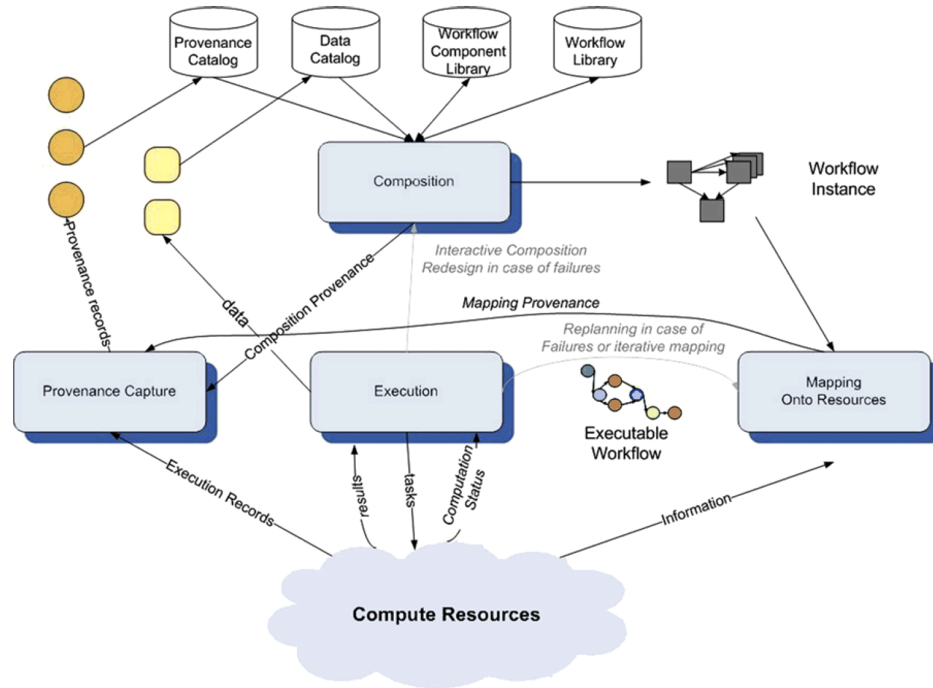 Provenance
Catalog
Data
Catalog
Workflow
Component
Library
Workflow
Library
Composition
Workflow
Instance
Provenance records
data
Composition Provenance
Interactive Composition
Redesign in case of failures
Mapping Provenance
Replanning in case of
Failures or iterative mapping
Provenance Capture
Execution
Mapping
Onto Resources
Executable
Workflow
Execution Records
results
tasks
Computation
Status
Information
Compute Resources